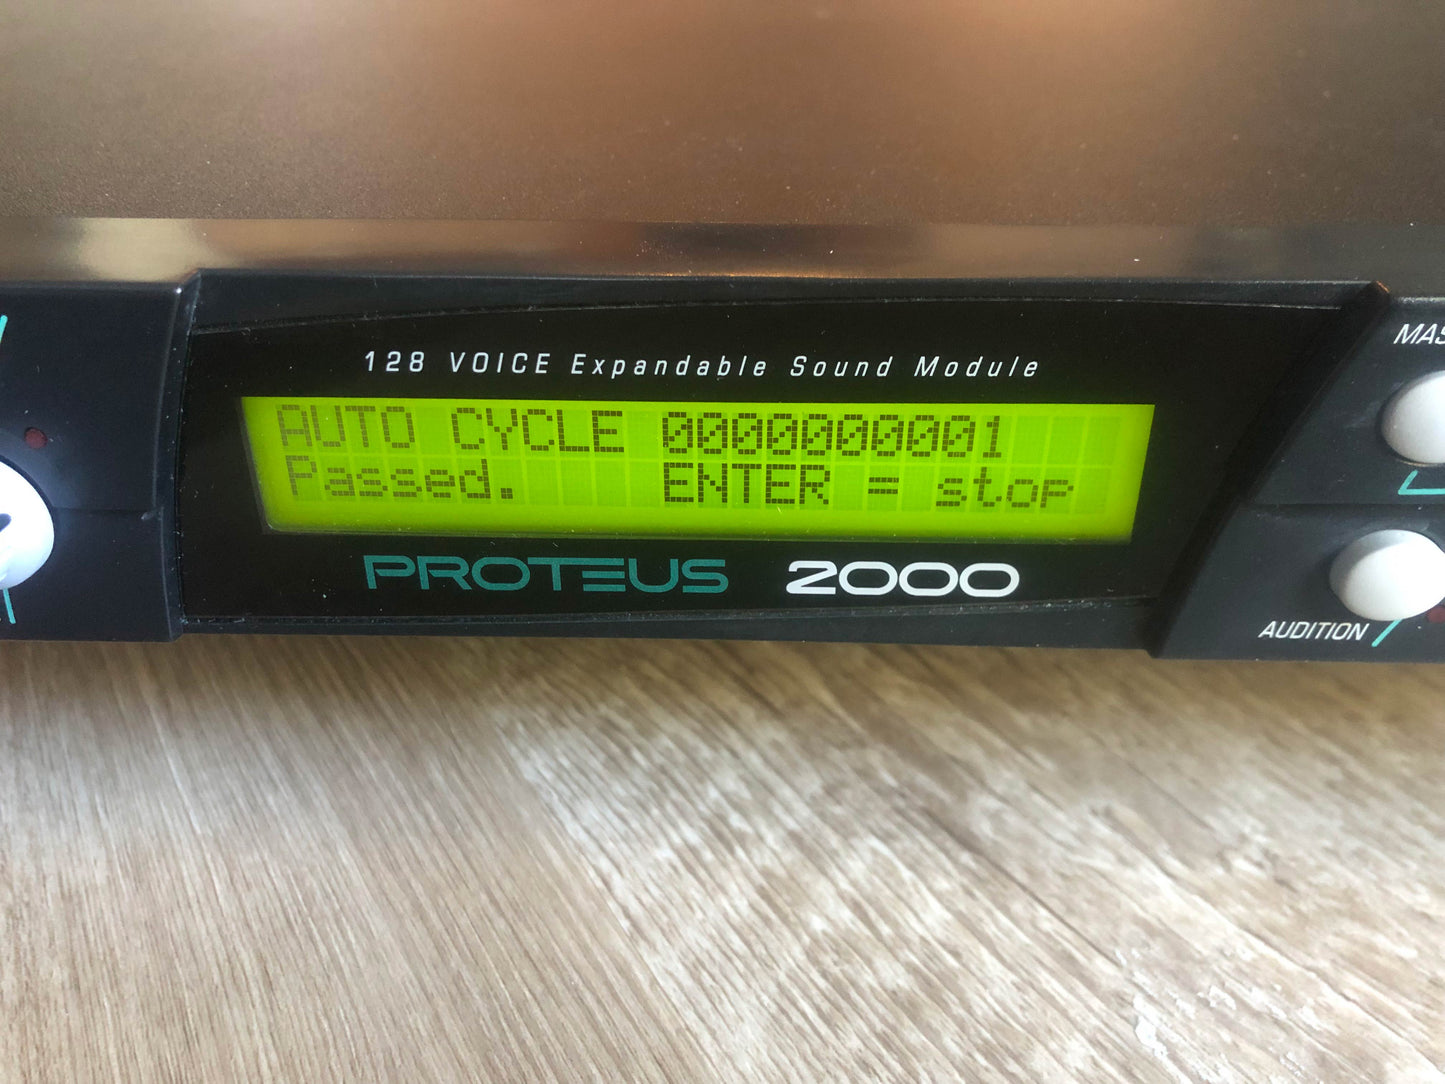 128 VOICE Expandable Sound Module
AUTO CYCLE 0000000001
Passed. ENTER = stop
PROTEUS 2000
AUDITION